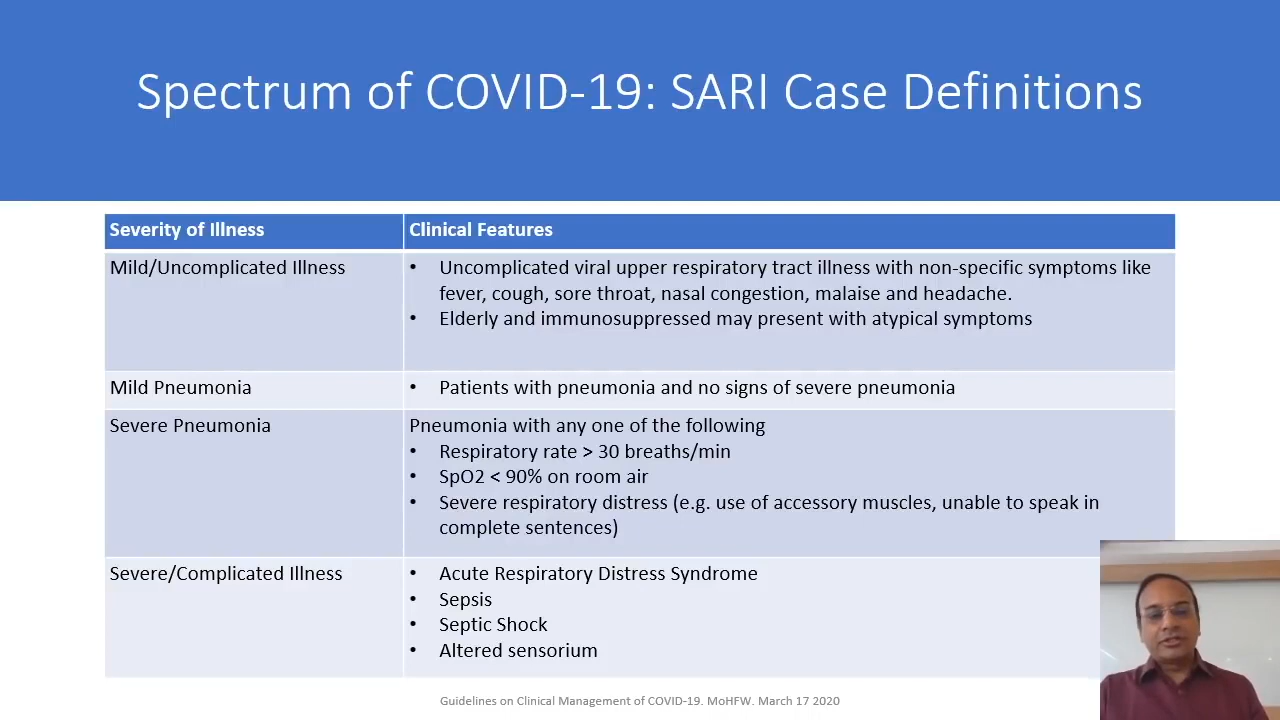 Spectrum of COVID-19: SARI Case Definitions
Severity of Illness
Clinical Features
Mild/Uncomplicated Illness
• Uncomplicated viral upper respiratory tract illness with non-specific symptoms like
fever, cough, sore throat, nasal congestion, malaise and headache.
• Elderly and immunosuppressed may present with atypical symptoms
Mild Pneumonia
• Patients with pneumonia and no signs of severe pneumonia
Severe Pneumonia
Pneumonia with any one of the following
• Respiratory rate > 30 breaths/min
• SpO2 < 90% on room air
• Severe respiratory distress (e.g. use of accessory muscles, unable to speak in
complete sentences)
Severe/Complicated Illness
• Acute Respiratory Distress Syndrome
• Sepsis
• Septic Shock
• Altered sensorium
Guidelines on Clinical Management of COVID-19. MoHFW. March 17 2020